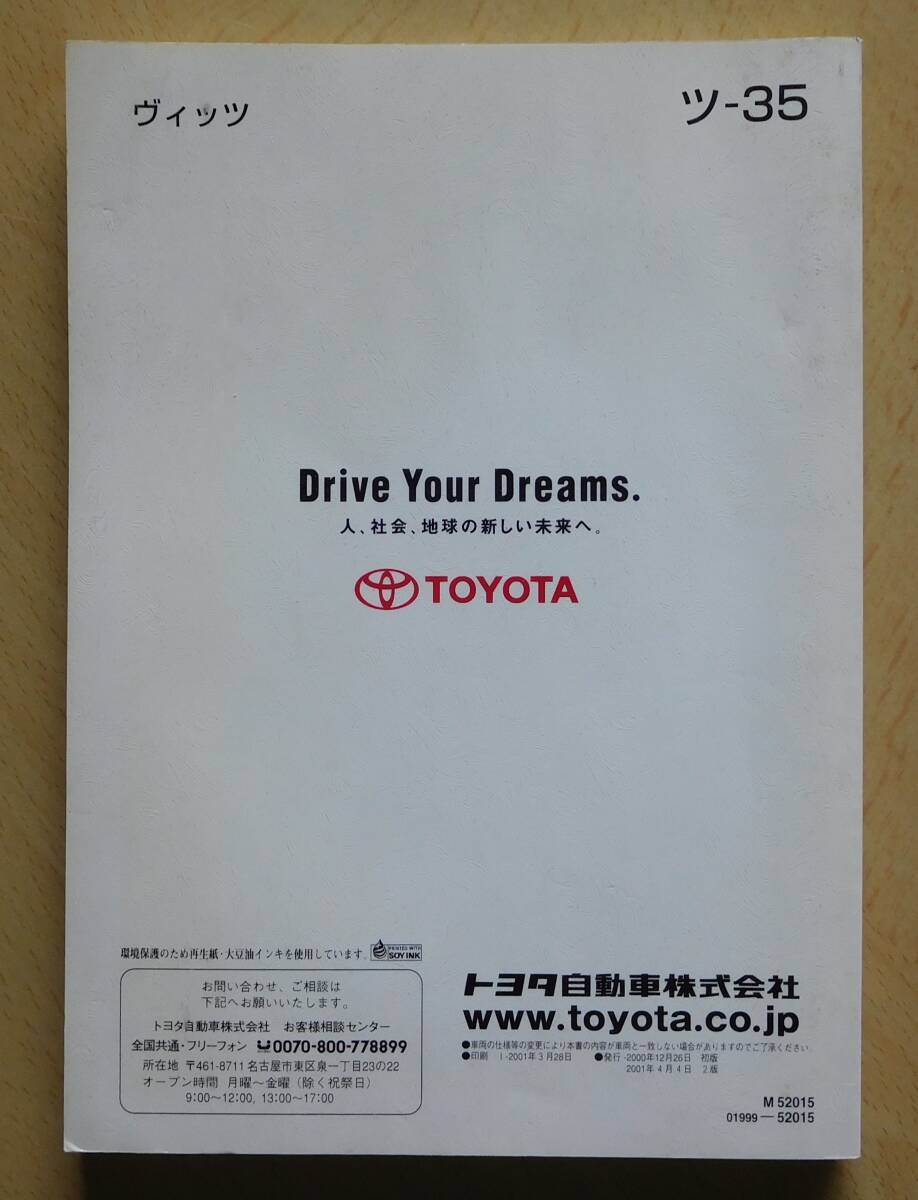 ヴィッツ
ツ-35
Drive Your Dreams.
人、社会、地球の新しい未来へ。
TOYOTA
環境保護のため再生紙・大豆油インキを使用しています。
PRINTED WITH
SOY INK
お問い合わせ、ご相談は
下記へお願いいたします。
トヨタ自動車株式会社 お客様相談センター
全国共通・フリーフォン 0070-800-778899
所在地 〒461-8711 名古屋市東区泉一丁目23の22
オープン時間 月曜～金曜（除く祝祭日）
9:00～12:00, 13:00～17:00
トヨタ自動車株式会社
www.toyota.co.jp
●車両の仕様等の変更により本書の内容が車両と一致しない場合がありますのでご了承ください。
●印刷 I-2001年3月28日 ●発行-2000年12月26日 初版
2001年4月4日 2版
M 52015
01999－52015